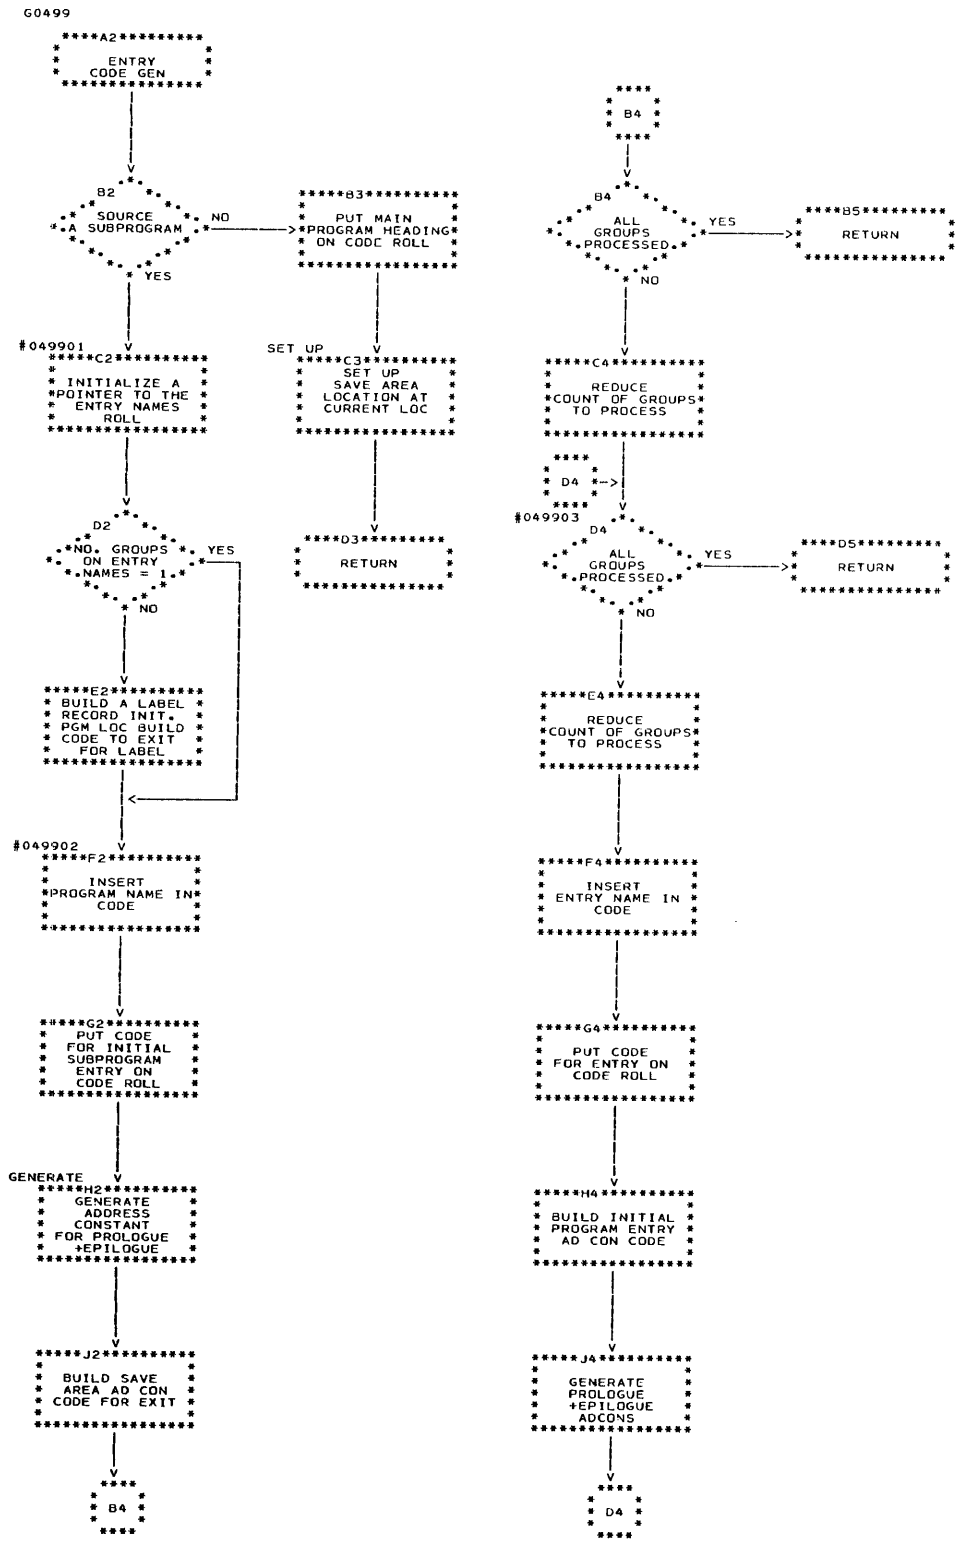 G0499
A2
ENTRY
CODE GEN
B2
SOURCE
A SUBPROGRAM
NO
YES
B3
PUT MAIN
PROGRAM HEADING
ON CODE ROLL
#049901
C2
INITIALIZE A
POINTER TO THE
ENTRY NAMES
ROLL
SET UP
C3
SET UP
SAVE AREA
LOCATION AT
CURRENT LOC
D2
NO. GROUPS
ON ENTRY
NAMES = 1
YES
NO
D3
RETURN
E2
BUILD A LABEL
RECORD INIT.
PGM LOC BUILD
CODE TO EXIT
FOR LABEL
#049902
F2
INSERT
PROGRAM NAME IN
CODE
G2
PUT CODE
FOR INITIAL
SUBPROGRAM
ENTRY ON
CODE ROLL
GENERATE
H2
GENERATE
ADDRESS
CONSTANT
FOR PROLOGUE
+EPILOGUE
J2
BUILD SAVE
AREA AD CON
CODE FOR EXIT
B4
B4
B4
ALL
GROUPS
PROCESSED
YES
NO
B5
RETURN
C4
REDUCE
COUNT OF GROUPS
TO PROCESS
D4
#049903
D4
ALL
GROUPS
PROCESSED
YES
NO
D5
RETURN
E4
REDUCE
COUNT OF GROUPS
TO PROCESS
F4
INSERT
ENTRY NAME IN
CODE
G4
PUT CODE
FOR ENTRY ON
CODE ROLL
H4
BUILD INITIAL
PROGRAM ENTRY
AD CON CODE
J4
GENERATE
PROLOGUE
+EPILOGUE
ADCONS
D4